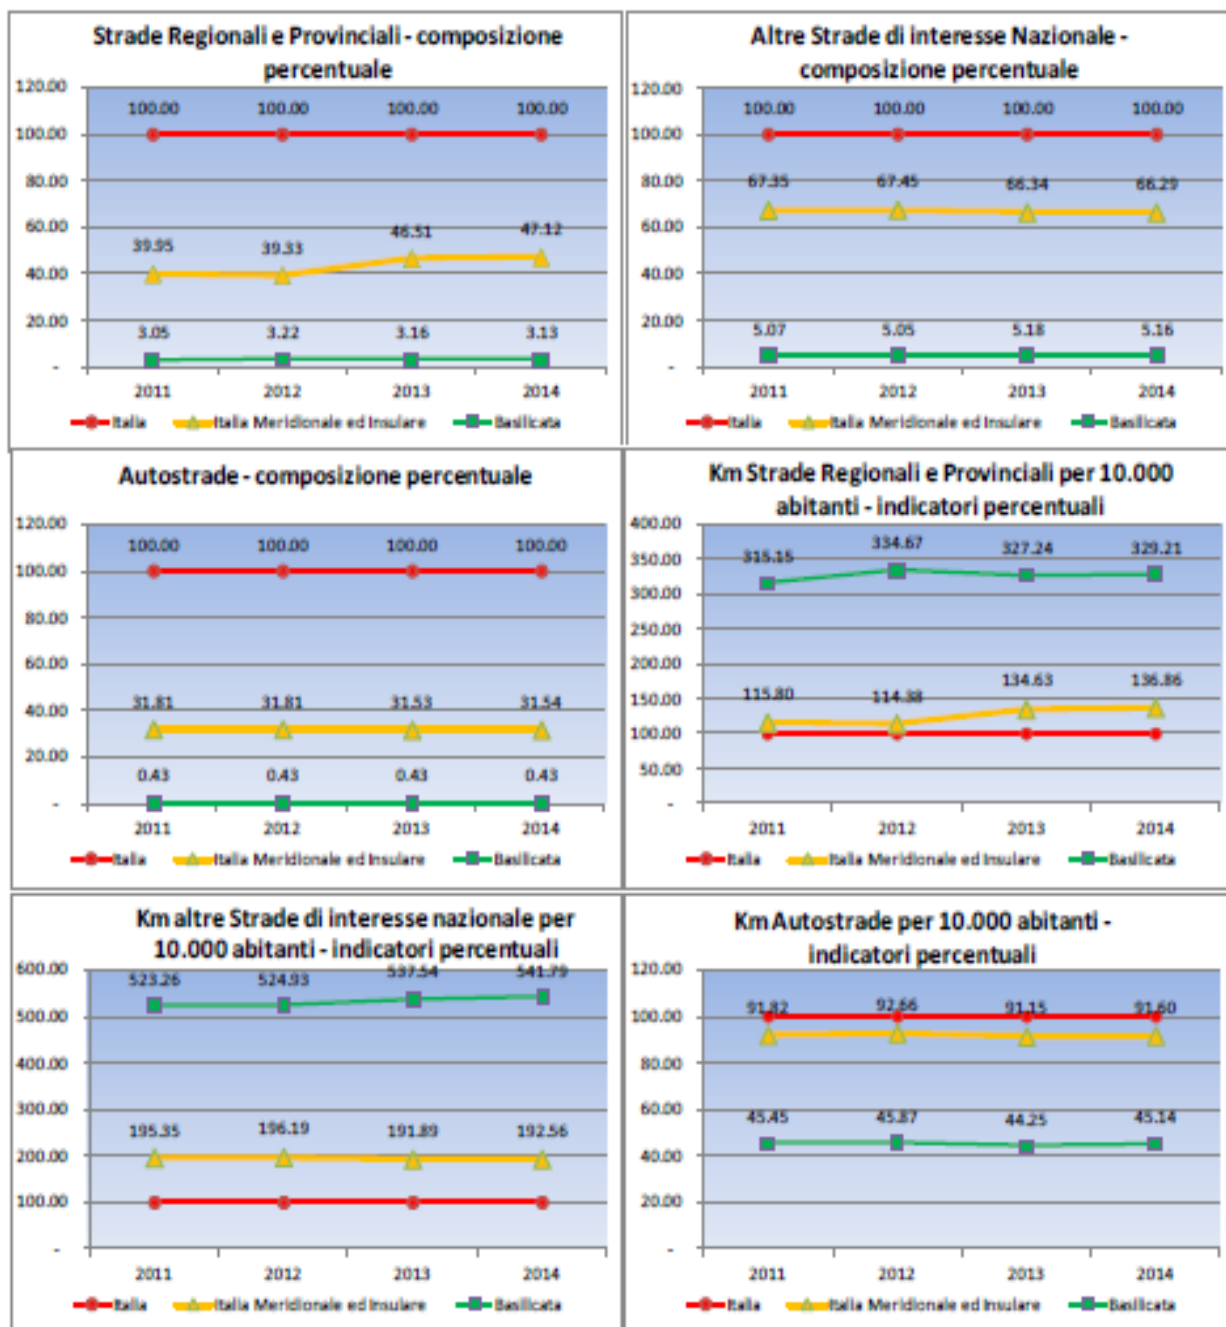 Strade Regionali e Provinciali - composizione
percentuale
120.00
100.00
80.00
60.00
40.00
20.00
-
100.00 100.00 100.00 100.00
39.95 39.33 46.51 47.12
3.05 3.22 3.16 3.13
2011 2012 2013 2014
Italia Italia Meridionale ed Insulare Basilicata
Altre Strade di interesse Nazionale -
composizione percentuale
120.00
100.00
80.00
60.00
40.00
20.00
-
100.00 100.00 100.00 100.00
67.35 67.45 66.34 66.29
5.07 5.05 5.18 5.16
2011 2012 2013 2014
Italia Italia Meridionale ed Insulare Basilicata
Autostrade - composizione percentuale
120.00
100.00
80.00
60.00
40.00
20.00
-
100.00 100.00 100.00 100.00
31.81 31.81 31.53 31.54
0.43 0.43 0.43 0.43
2011 2012 2013 2014
Italia Italia Meridionale ed Insulare Basilicata
Km Strade Regionali e Provinciali per 10.000
abitanti - indicatori percentuali
400.00
350.00
300.00
250.00
200.00
150.00
100.00
50.00
-
315.15 334.67 327.24 329.21
115.80 114.38 134.63 136.86
2011 2012 2013 2014
Italia Italia Meridionale ed Insulare Basilicata
Km altre Strade di interesse nazionale per
10.000 abitanti - indicatori percentuali
600.00
500.00
400.00
300.00
200.00
100.00
-
523.26 524.93 537.54 541.79
195.35 196.19 191.89 192.56
2011 2012 2013 2014
Italia Italia Meridionale ed Insulare Basilicata
Km Autostrade per 10.000 abitanti -
indicatori percentuali
120.00
100.00
80.00
60.00
40.00
20.00
-
91.82 92.66 91.15 91.60
45.45 45.87 44.25 45.14
2011 2012 2013 2014
Italia Italia Meridionale ed Insulare Basilicata